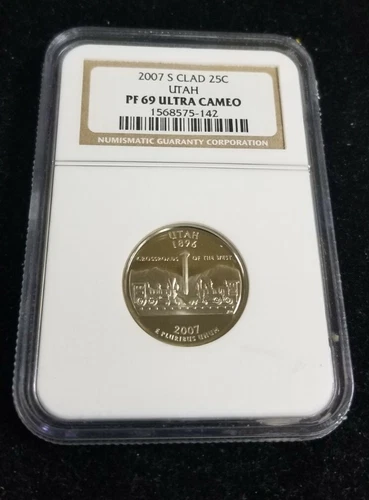 2007 S CLAD 25C
UTAH
PF 69 ULTRA CAMEO
1568575-142
NUMISMATIC GUARANTY CORPORATION
UTAH
1896
CROSSROADS OF THE WEST
2007
E PLURIBUS UNUM